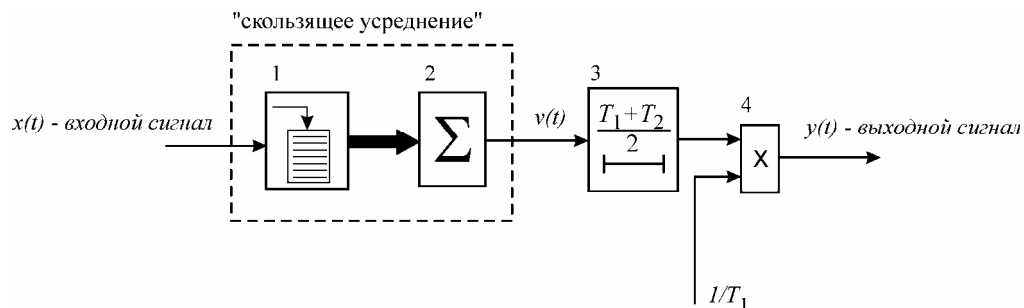 "скользящее усреднение"
1
2
3
4
x(t) - входной сигнал
Σ
v(t)
T₁+T₂
2
X
y(t) - выходной сигнал
1/T₁